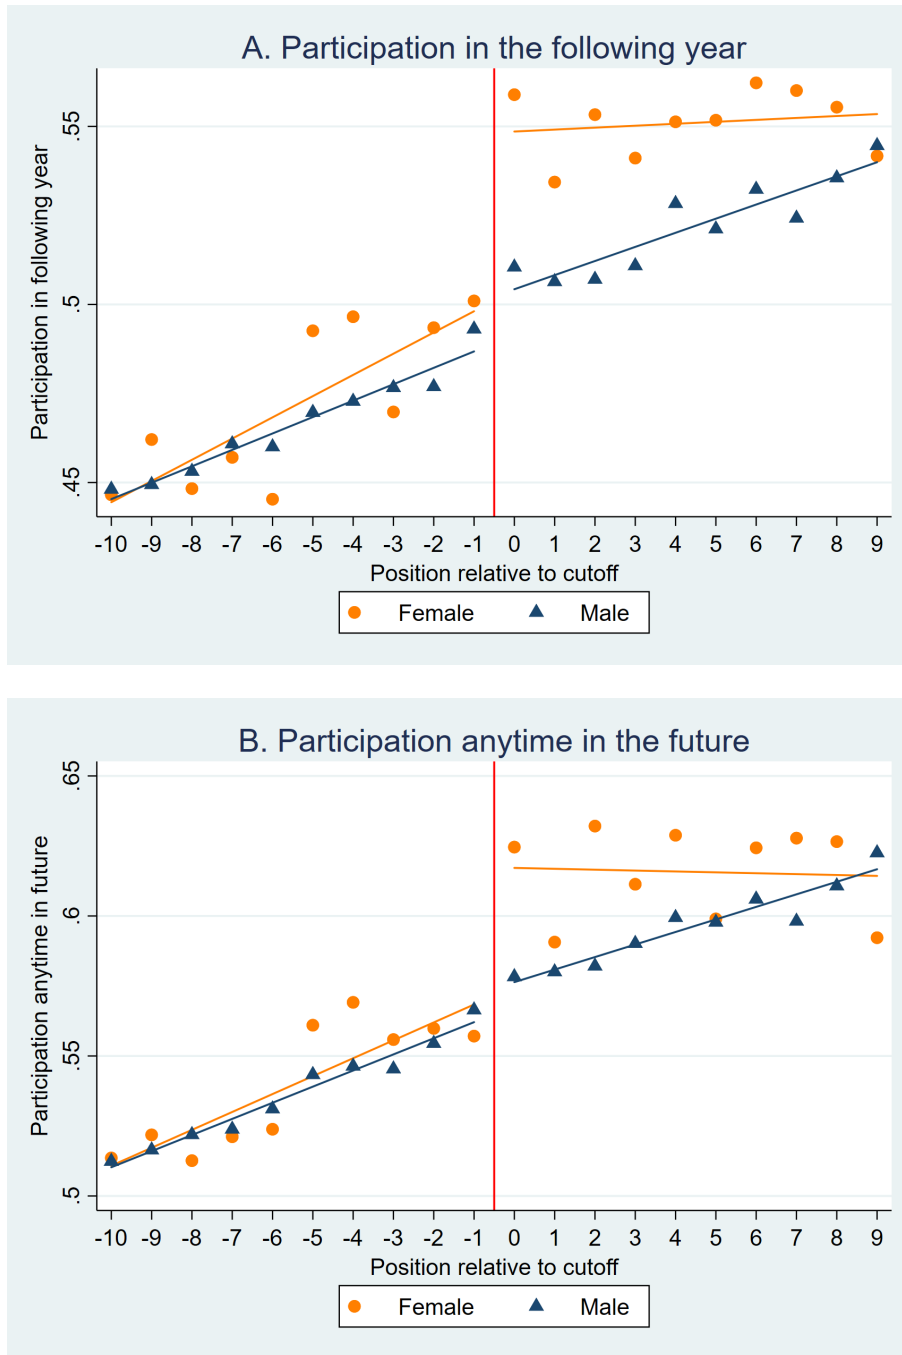 A. Participation in the following year
Participation in following year
.55
.5
.45
-10 -9 -8 -7 -6 -5 -4 -3 -2 -1 0 1 2 3 4 5 6 7 8 9
Position relative to cutoff
Female Male
B. Participation anytime in the future
Participation anytime in future
.65
.6
.55
.5
-10 -9 -8 -7 -6 -5 -4 -3 -2 -1 0 1 2 3 4 5 6 7 8 9
Position relative to cutoff
Female Male